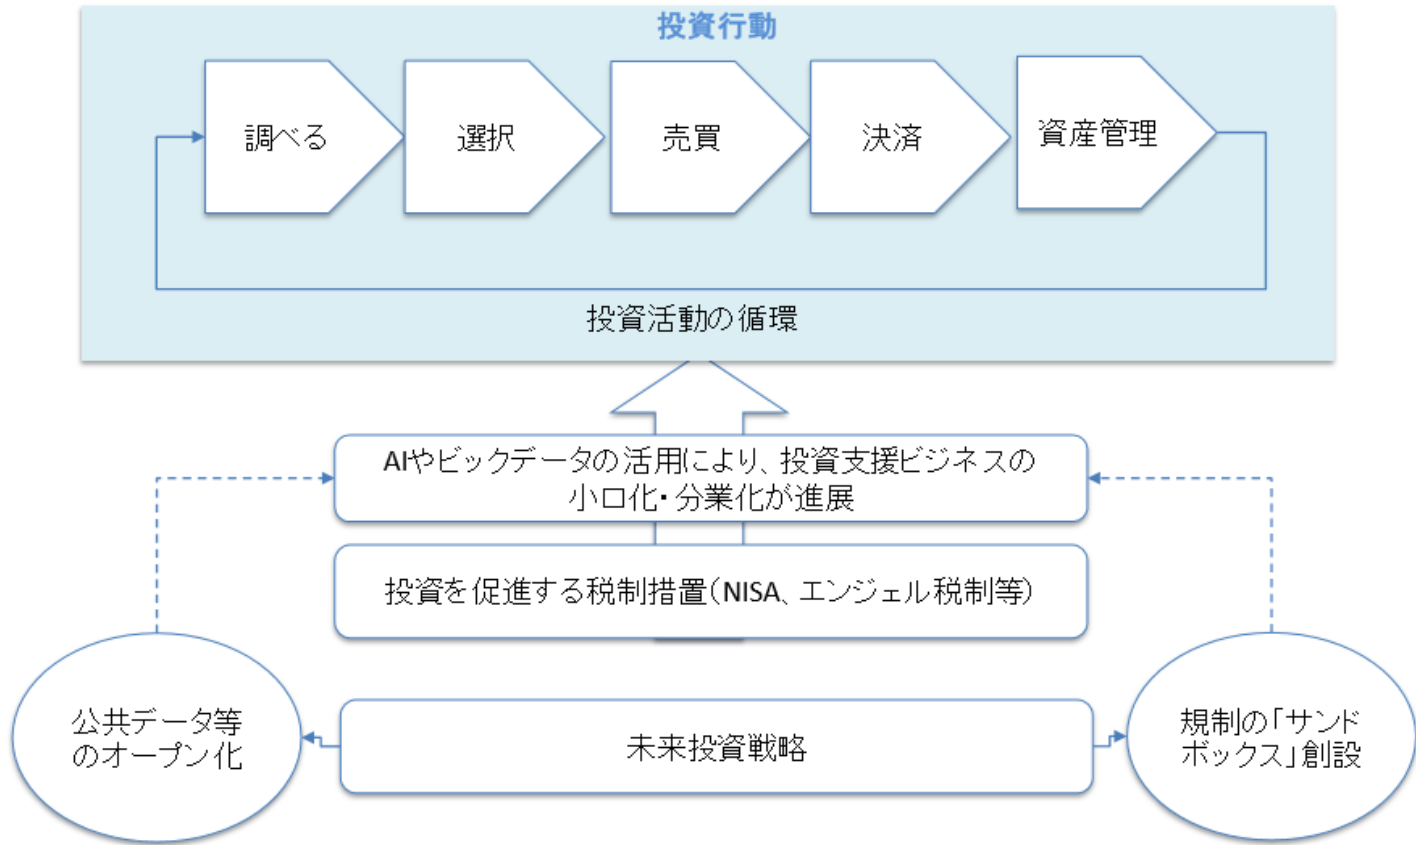 投資行動
調べる
選択
売買
決済
資産管理
投資活動の循環
AIやビックデータの活用により、投資支援ビジネスの
小口化・分業化が進展
投資を促進する税制措置(NISA、エンジェル税制等)
公共データ等
のオープン化
未来投資戦略
規制の「サンド
ボックス」創設